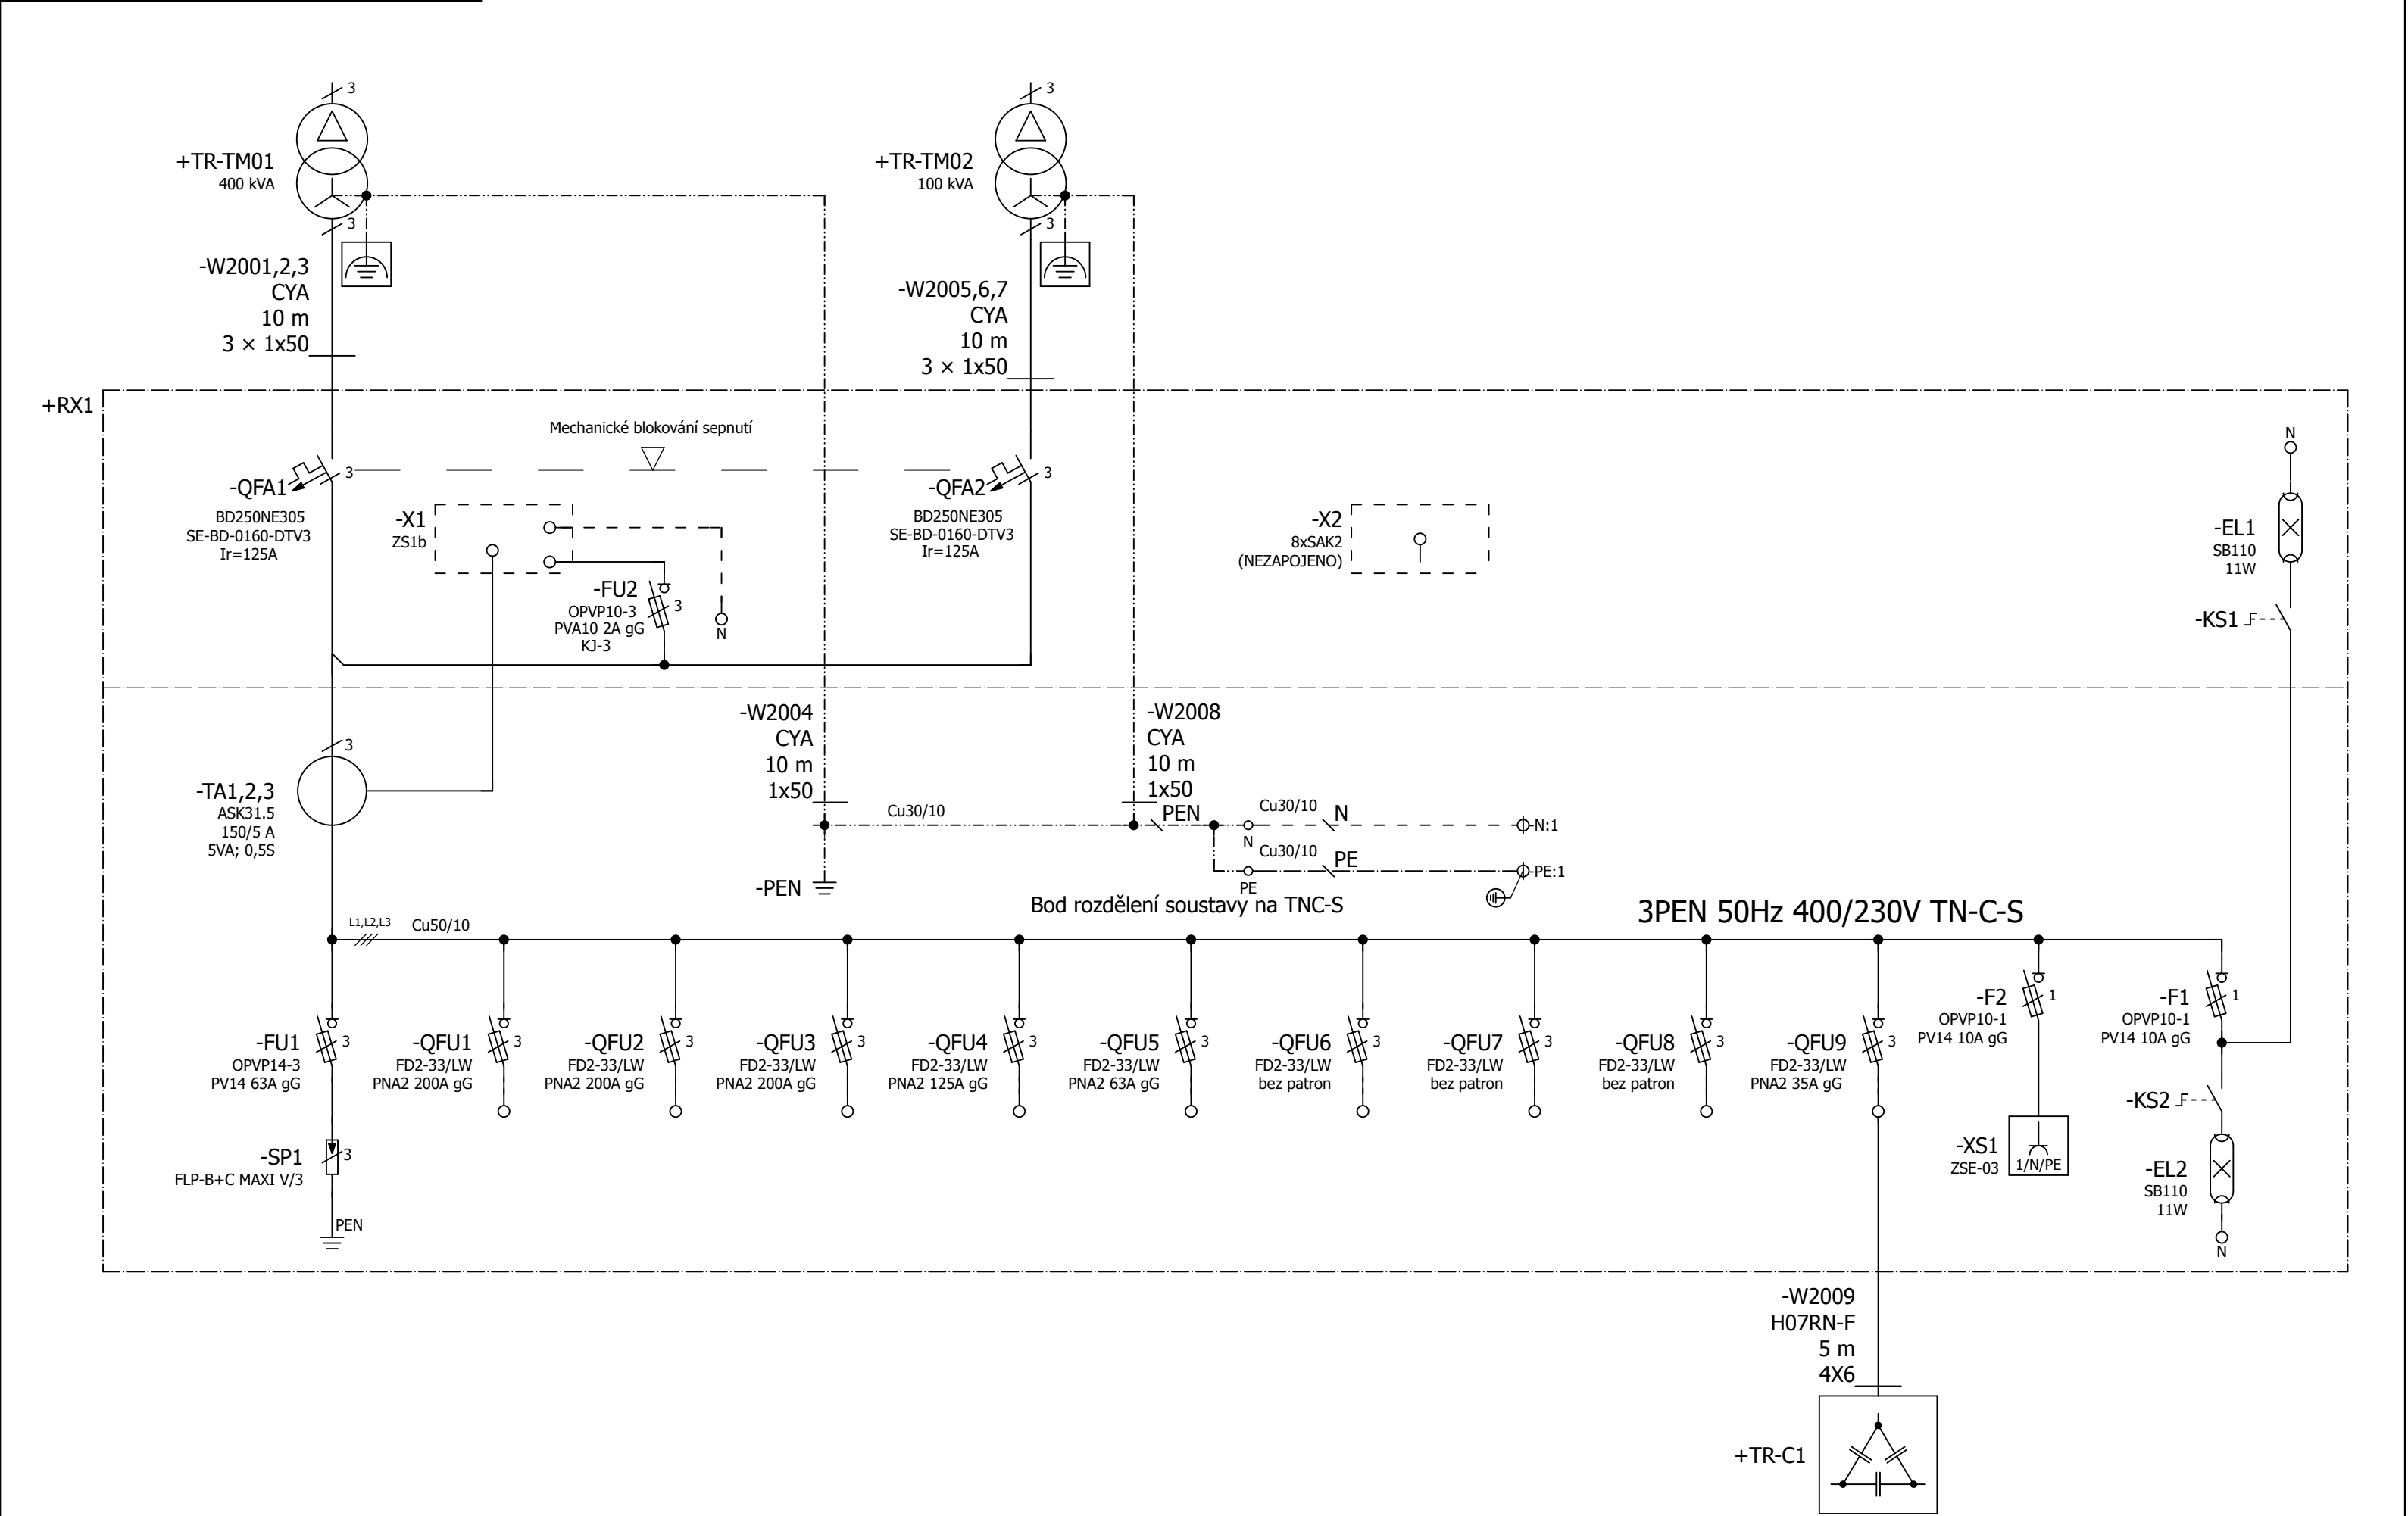 3
3
+TR-TM01
400 kVA
+TR-TM02
100 kVA
3
3
-W2001,2,3
CYA
10 m
3 × 1x50
-W2005,6,7
CYA
10 m
3 × 1x50
+RX1
Mechanické blokování sepnutí
N
-QFA1
3
BD250NE305
SE-BD-0160-DTV3
Ir=125A
-X1
ZS1b
-QFA2
3
BD250NE305
SE-BD-0160-DTV3
Ir=125A
-X2
8xSAK2
(NEZAPOJENO)
-EL1
SB110
11W
-FU2
OPVP10-3
PVA10 2A gG
KJ-3
3
N
-KS1
-W2004
CYA
10 m
1x50
-W2008
CYA
10 m
1x50
3
-TA1,2,3
ASK31.5
150/5 A
5VA; 0,5S
Cu30/10
PEN
Cu30/10
N
N
-N:1
Cu30/10
PE
PE
-PE:1
-PEN
Bod rozdělení soustavy na TNC-S
3PEN 50Hz 400/230V TN-C-S
L1,L2,L3
Cu50/10
-FU1
OPVP14-3
PV14 63A gG
3
-QFU1
FD2-33/LW
PNA2 200A gG
3
-QFU2
FD2-33/LW
PNA2 200A gG
3
-QFU3
FD2-33/LW
PNA2 200A gG
3
-QFU4
FD2-33/LW
PNA2 125A gG
3
-QFU5
FD2-33/LW
PNA2 63A gG
3
-QFU6
FD2-33/LW
bez patron
3
-QFU7
FD2-33/LW
bez patron
3
-QFU8
FD2-33/LW
bez patron
3
-QFU9
FD2-33/LW
PNA2 35A gG
3
-F2
OPVP10-1
PV14 10A gG
1
-F1
OPVP10-1
PV14 10A gG
1
-KS2
-SP1
FLP-B+C MAXI V/3
3
PEN
-XS1
ZSE-03
1/N/PE
-EL2
SB110
11W
N
-W2009
H07RN-F
5 m
4X6
+TR-C1